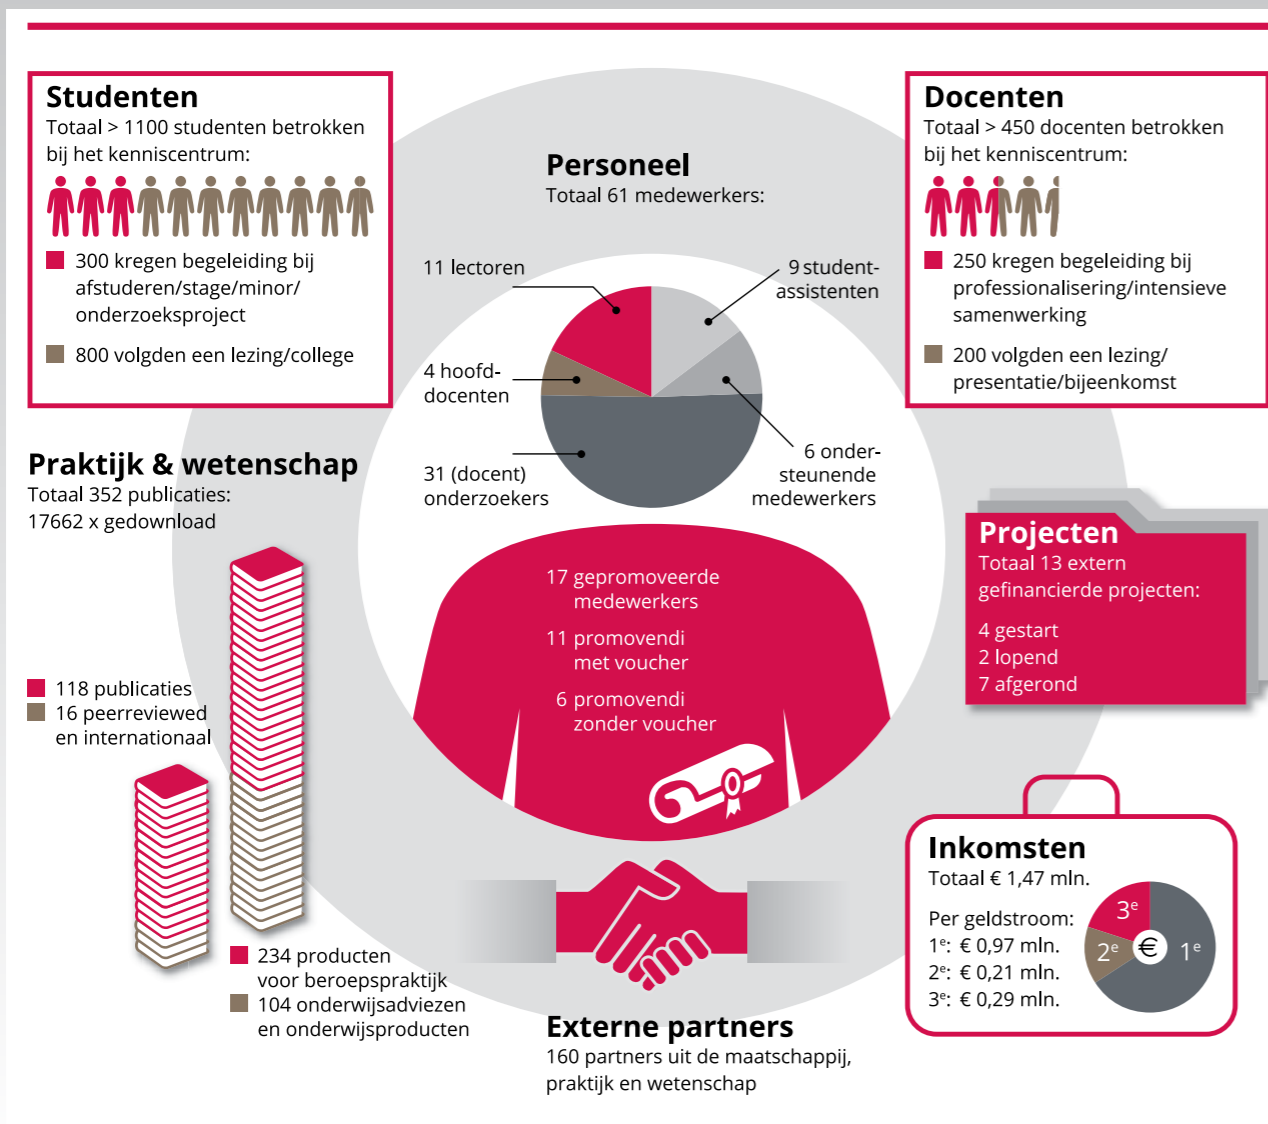 Studenten
Totaal > 1100 studenten betrokken
bij het kenniscentrum:
300 kregen begeleiding bij
afstuderen/stage/minor/
onderzoeksproject
800 volgden een lezing/college
Personeel
Totaal 61 medewerkers:
11 lectoren
4 hoofd-
docenten
31 (docent)
onderzoekers
9 student-
assistenten
6 onder-
steunende
medewerkers
17 gepromoveerde
medewerkers
11 promovendi
met voucher
6 promovendi
zonder voucher
Docenten
Totaal > 450 docenten betrokken
bij het kenniscentrum:
250 kregen begeleiding bij
professionalisering/intensieve
samenwerking
200 volgden een lezing/
presentatie/bijeenkomst
Praktijk & wetenschap
Totaal 352 publicaties:
17662 x gedownload
118 publicaties
16 peerreviewed
en internationaal
234 producten
voor beroepspraktijk
104 onderwijsadviezen
en onderwijsproducten
Projecten
Totaal 13 extern
gefinancierde projecten:
4 gestart
2 lopend
7 afgerond
Externe partners
160 partners uit de maatschappij,
praktijk en wetenschap
Inkomsten
Totaal € 1,47 mln.
Per geldstroom:
1e: € 0,97 mln.
2e: € 0,21 mln.
3e: € 0,29 mln.
3e
2e
€
1e